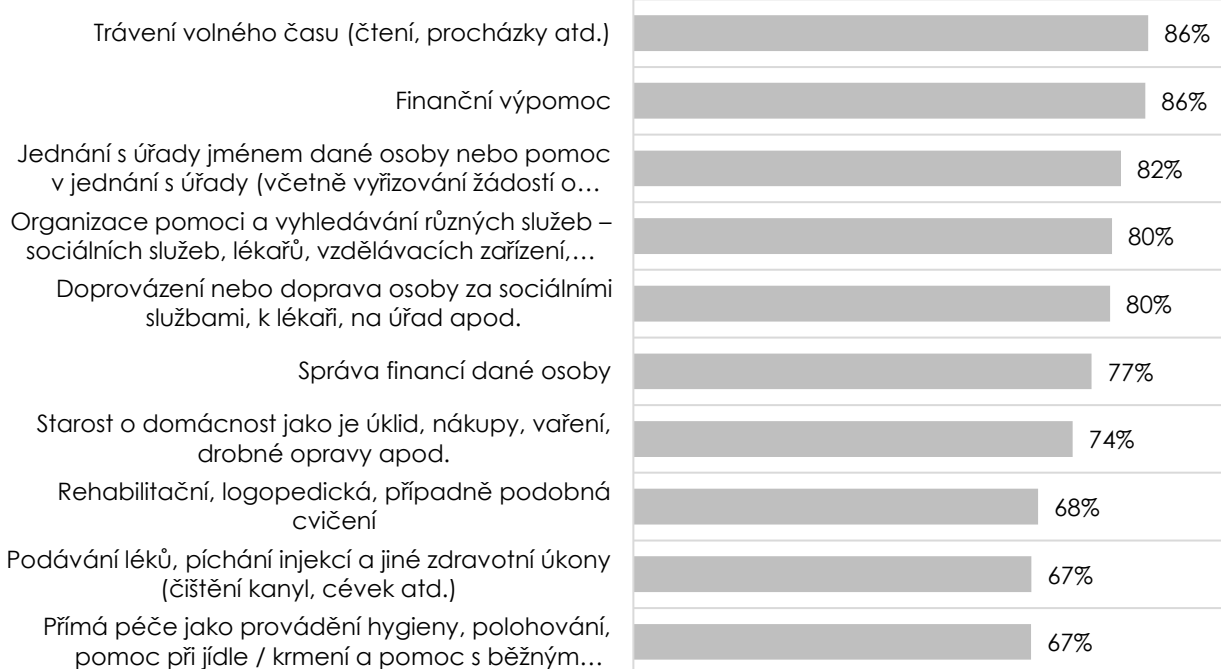 Trávení volného času (čtení, procházky atd.)
86%
Finanční výpomoc
86%
Jednání s úřady jménem dané osoby nebo pomoc
v jednání s úřady (včetně vyřizování žádostí o…
82%
Organizace pomoci a vyhledávání různých služeb –
sociálních služeb, lékařů, vzdělávacích zařízení,…
80%
Doprovázení nebo doprava osoby za sociálními
službami, k lékaři, na úřad apod.
80%
Správa financí dané osoby
77%
Starost o domácnost jako je úklid, nákupy, vaření,
drobné opravy apod.
74%
Rehabilitační, logopedická, případně podobná
cvičení
68%
Podávání léků, píchání injekcí a jiné zdravotní úkony
(čištění kanyl, cévek atd.)
67%
Přímá péče jako provádění hygieny, polohování,
pomoc při jídle / krmení a pomoc s běžným…
67%